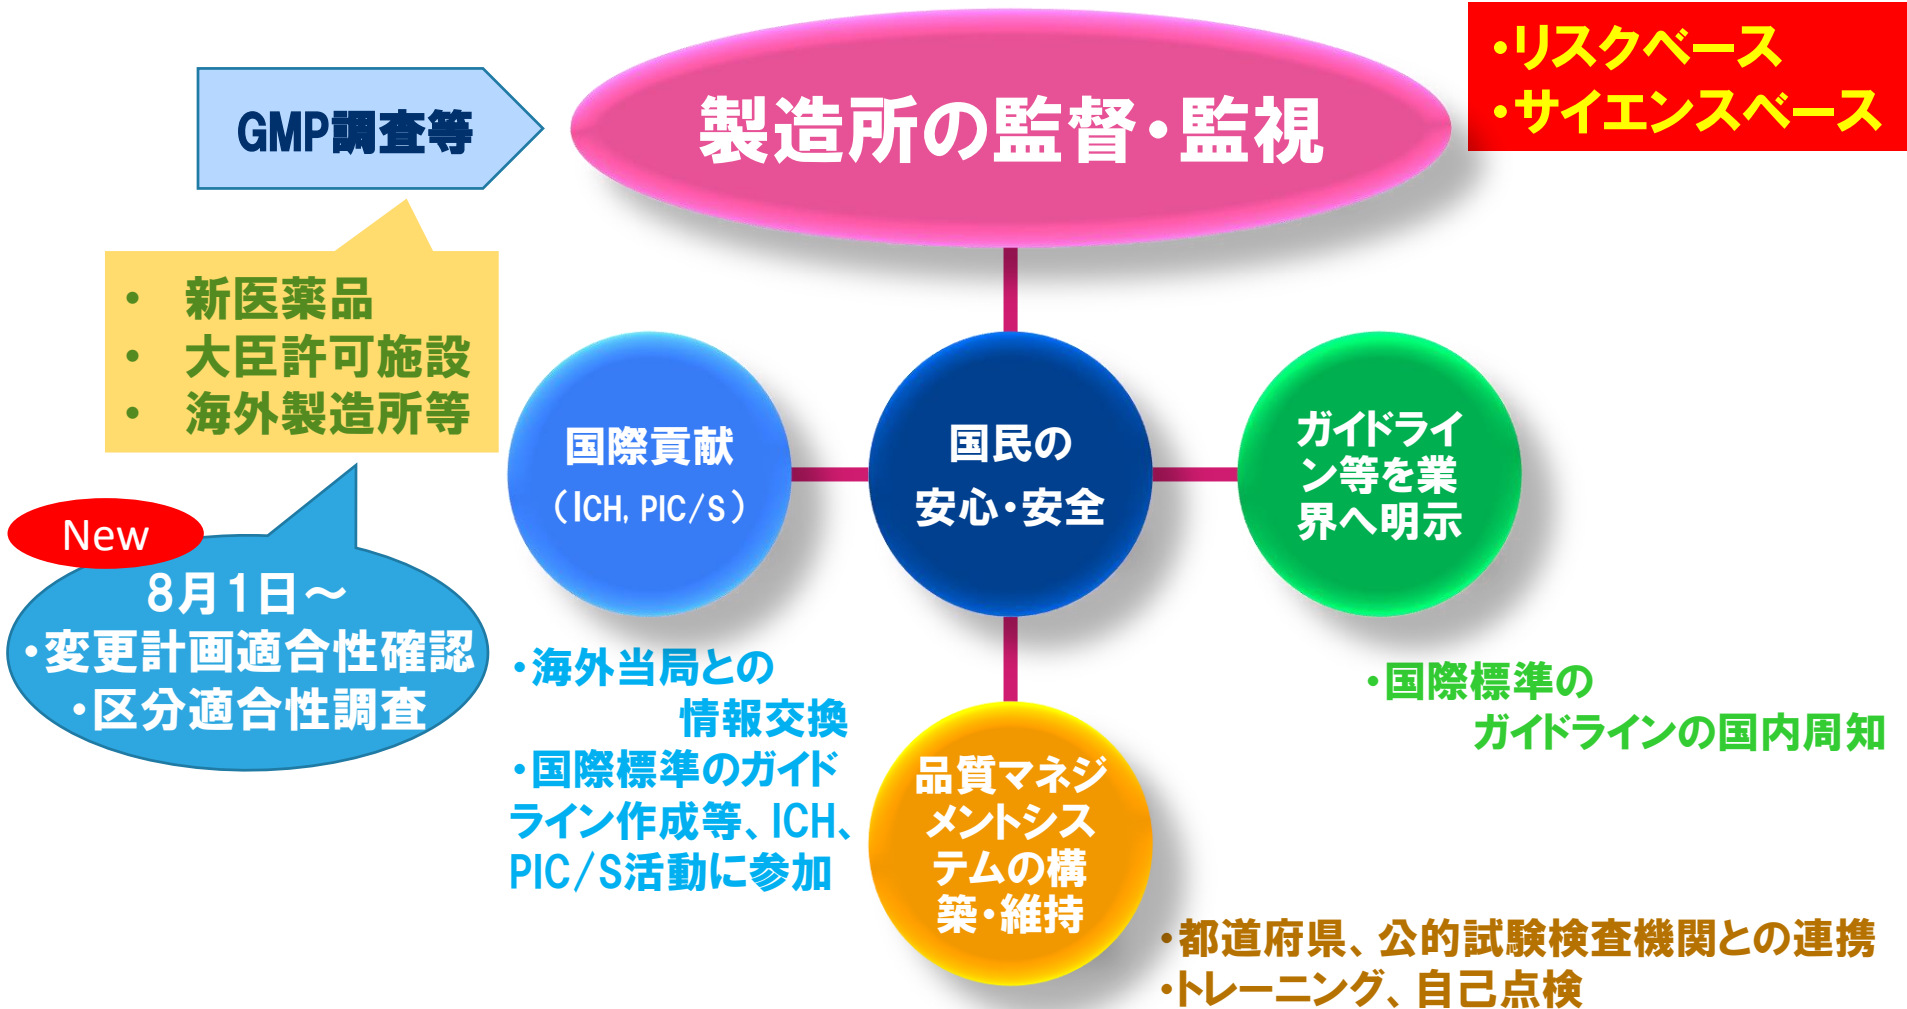 ・リスクベース
・サイエンスベース
GMP調査等
製造所の監督・監視
・ 新医薬品
・ 大臣許可施設
・ 海外製造所等
New
8月1日～
・変更計画適合性確認
・区分適合性調査
国際貢献
（ICH, PIC/S）
国民の
安心・安全
ガイドライ
ン等を業
界へ明示
・海外当局との
情報交換
・国際標準のガイド
ライン作成等、ICH、
PIC/S活動に参加
・国際標準の
ガイドラインの国内周知
品質マネジ
メントシス
テムの構
築・維持
・都道府県、公的試験検査機関との連携
・トレーニング、自己点検